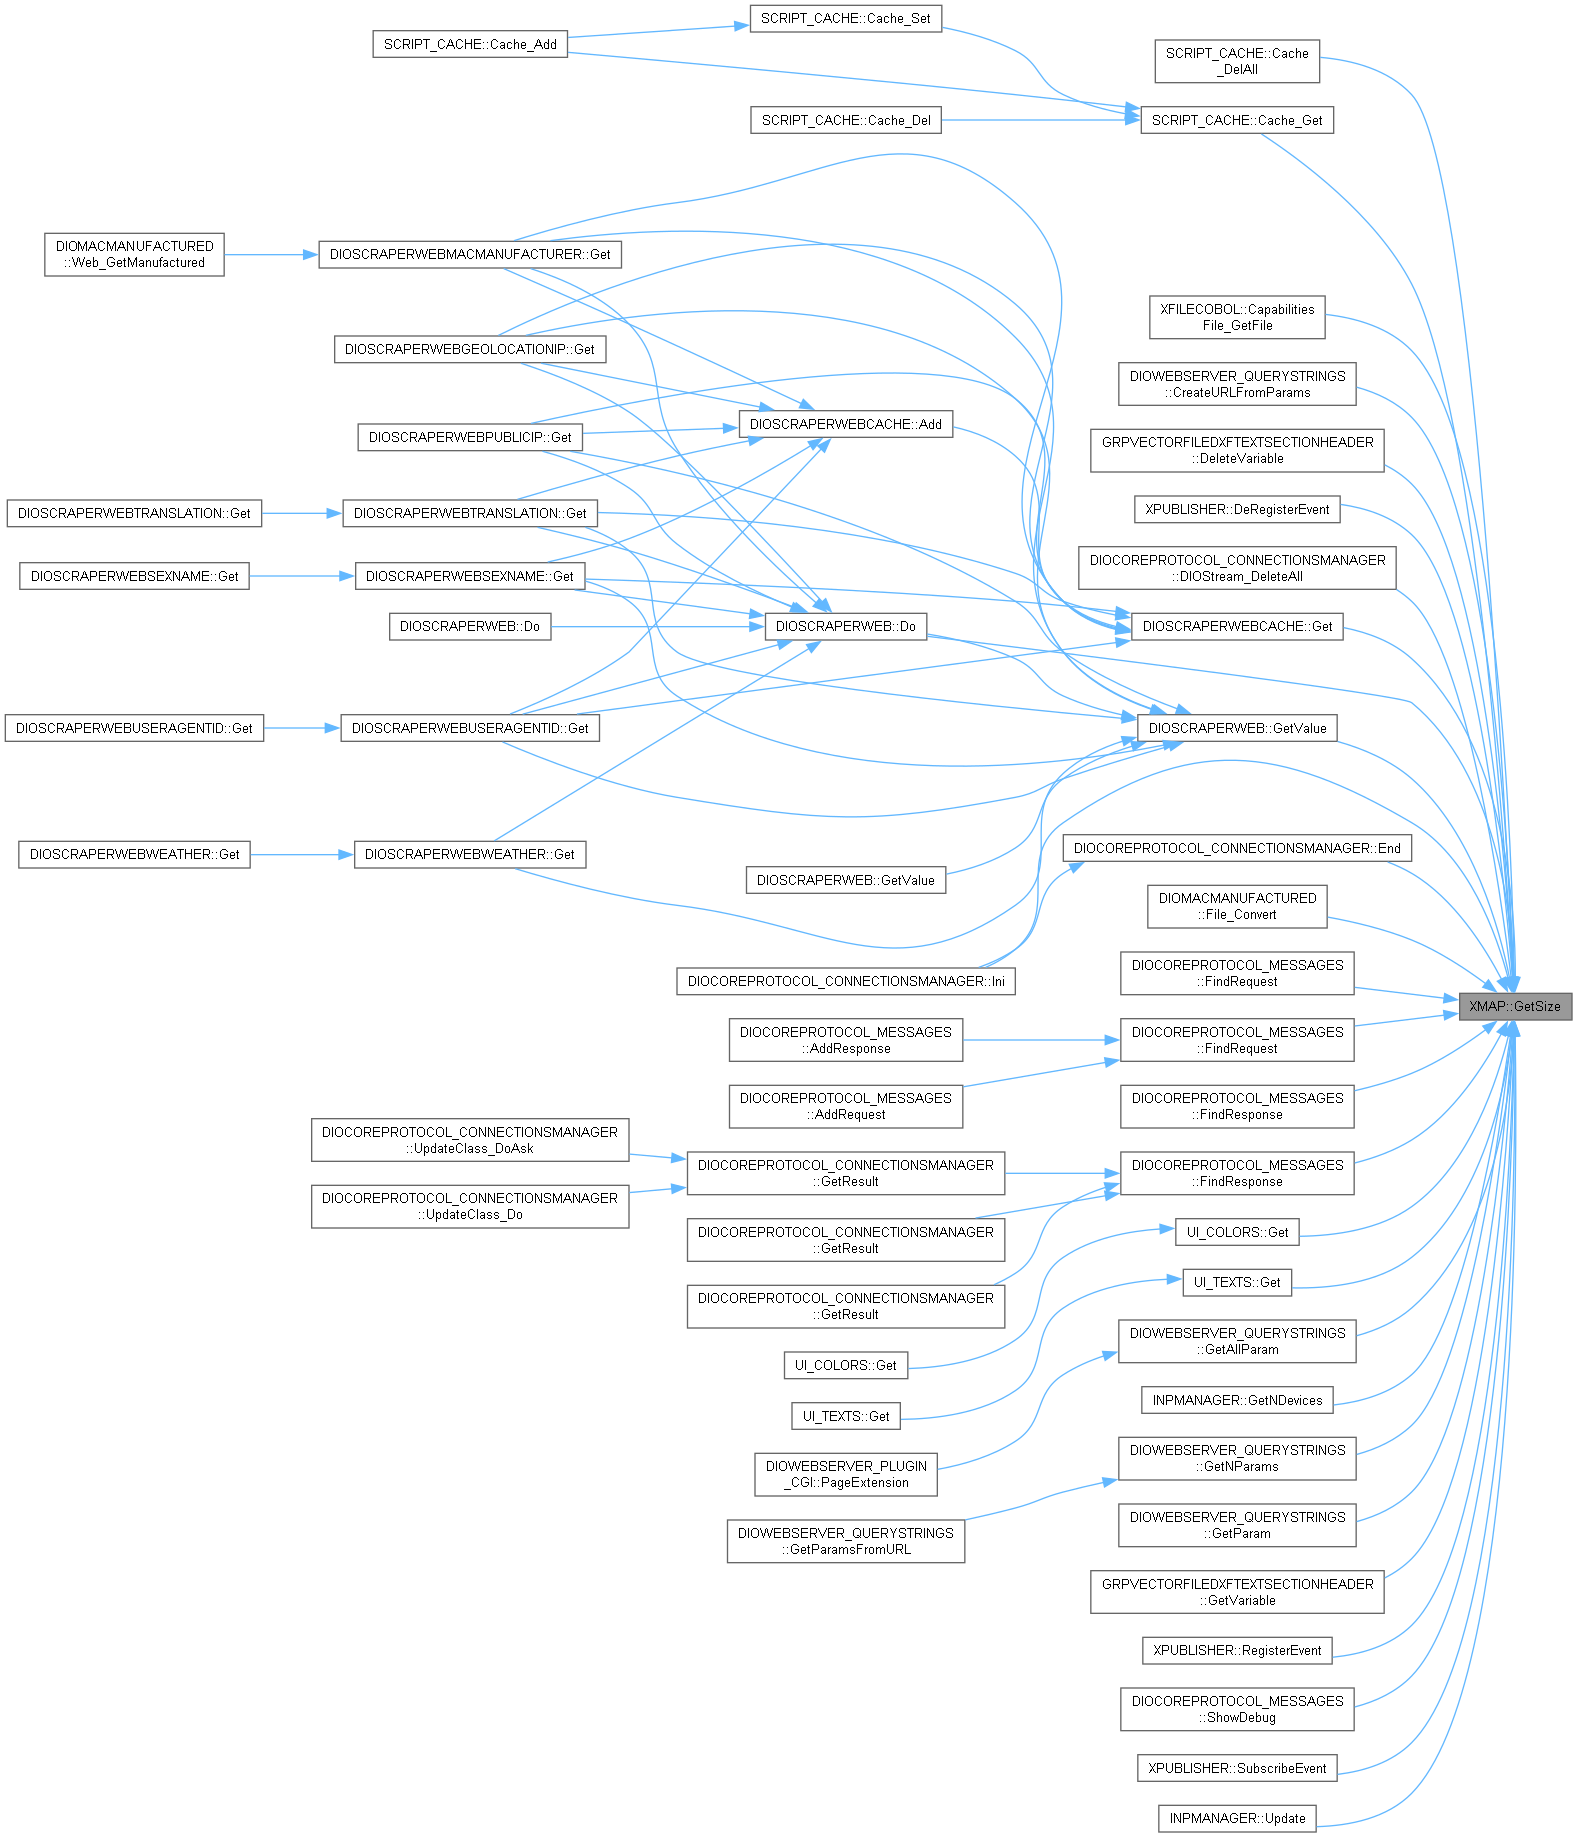 SCRIPT_CACHE::Cache_Set
SCRIPT_CACHE::Cache_Add
SCRIPT_CACHE::Cache
_DelAll
SCRIPT_CACHE::Cache_Del
SCRIPT_CACHE::Cache_Get
DIOMACMANUFACTURED
::Web_GetManufactured
DIOSCRAPERWEBMACMANUFACTURER::Get
XFILECOBOL::Capabilities
File_GetFile
DIOSCRAPERWEBGEOLOCATIONIP::Get
DIOWEBSERVER_QUERYSTRINGS
::CreateURLFromParams
DIOSCRAPERWEBCACHE::Add
DIOSCRAPERWEBPUBLICIP::Get
GRPVECTORFILEDXFTEXTSECTIONHEADER
::DeleteVariable
DIOSCRAPERWEBTRANSLATION::Get
DIOSCRAPERWEBTRANSLATION::Get
XPUBLISHER::DeRegisterEvent
DIOCOREPROTOCOL_CONNECTIONSMANAGER
::DIOStream_DeleteAll
DIOSCRAPERWEBSEXNAME::Get
DIOSCRAPERWEBSEXNAME::Get
DIOSCRAPERWEB::Do
DIOSCRAPERWEB::Do
DIOSCRAPERWEBCACHE::Get
DIOSCRAPERWEBUSERAGENTID::Get
DIOSCRAPERWEBUSERAGENTID::Get
DIOSCRAPERWEB::GetValue
DIOSCRAPERWEBWEATHER::Get
DIOSCRAPERWEBWEATHER::Get
DIOCOREPROTOCOL_CONNECTIONSMANAGER::End
DIOSCRAPERWEB::GetValue
DIOMACMANUFACTURED
::File_Convert
DIOCOREPROTOCOL_CONNECTIONSMANAGER::Ini
DIOCOREPROTOCOL_MESSAGES
::FindRequest
XMAP::GetSize
DIOCOREPROTOCOL_MESSAGES
::AddResponse
DIOCOREPROTOCOL_MESSAGES
::FindRequest
DIOCOREPROTOCOL_MESSAGES
::AddRequest
DIOCOREPROTOCOL_MESSAGES
::FindResponse
DIOCOREPROTOCOL_CONNECTIONSMANAGER
::UpdateClass_DoAsk
DIOCOREPROTOCOL_CONNECTIONSMANAGER
::GetResult
DIOCOREPROTOCOL_MESSAGES
::FindResponse
DIOCOREPROTOCOL_CONNECTIONSMANAGER
::UpdateClass_Do
DIOCOREPROTOCOL_CONNECTIONSMANAGER
::GetResult
UI_COLORS::Get
DIOCOREPROTOCOL_CONNECTIONSMANAGER
::GetResult
UI_TEXTS::Get
DIOWEBSERVER_QUERYSTRINGS
::GetAllParam
UI_COLORS::Get
INPMANAGER::GetNDevices
UI_TEXTS::Get
DIOWEBSERVER_QUERYSTRINGS
::GetNParams
DIOWEBSERVER_PLUGIN
_CGI::PageExtension
DIOWEBSERVER_QUERYSTRINGS
::GetParam
DIOWEBSERVER_QUERYSTRINGS
::GetParamsFromURL
GRPVECTORFILEDXFTEXTSECTIONHEADER
::GetVariable
XPUBLISHER::RegisterEvent
DIOCOREPROTOCOL_MESSAGES
::ShowDebug
XPUBLISHER::SubscribeEvent
INPMANAGER::Update